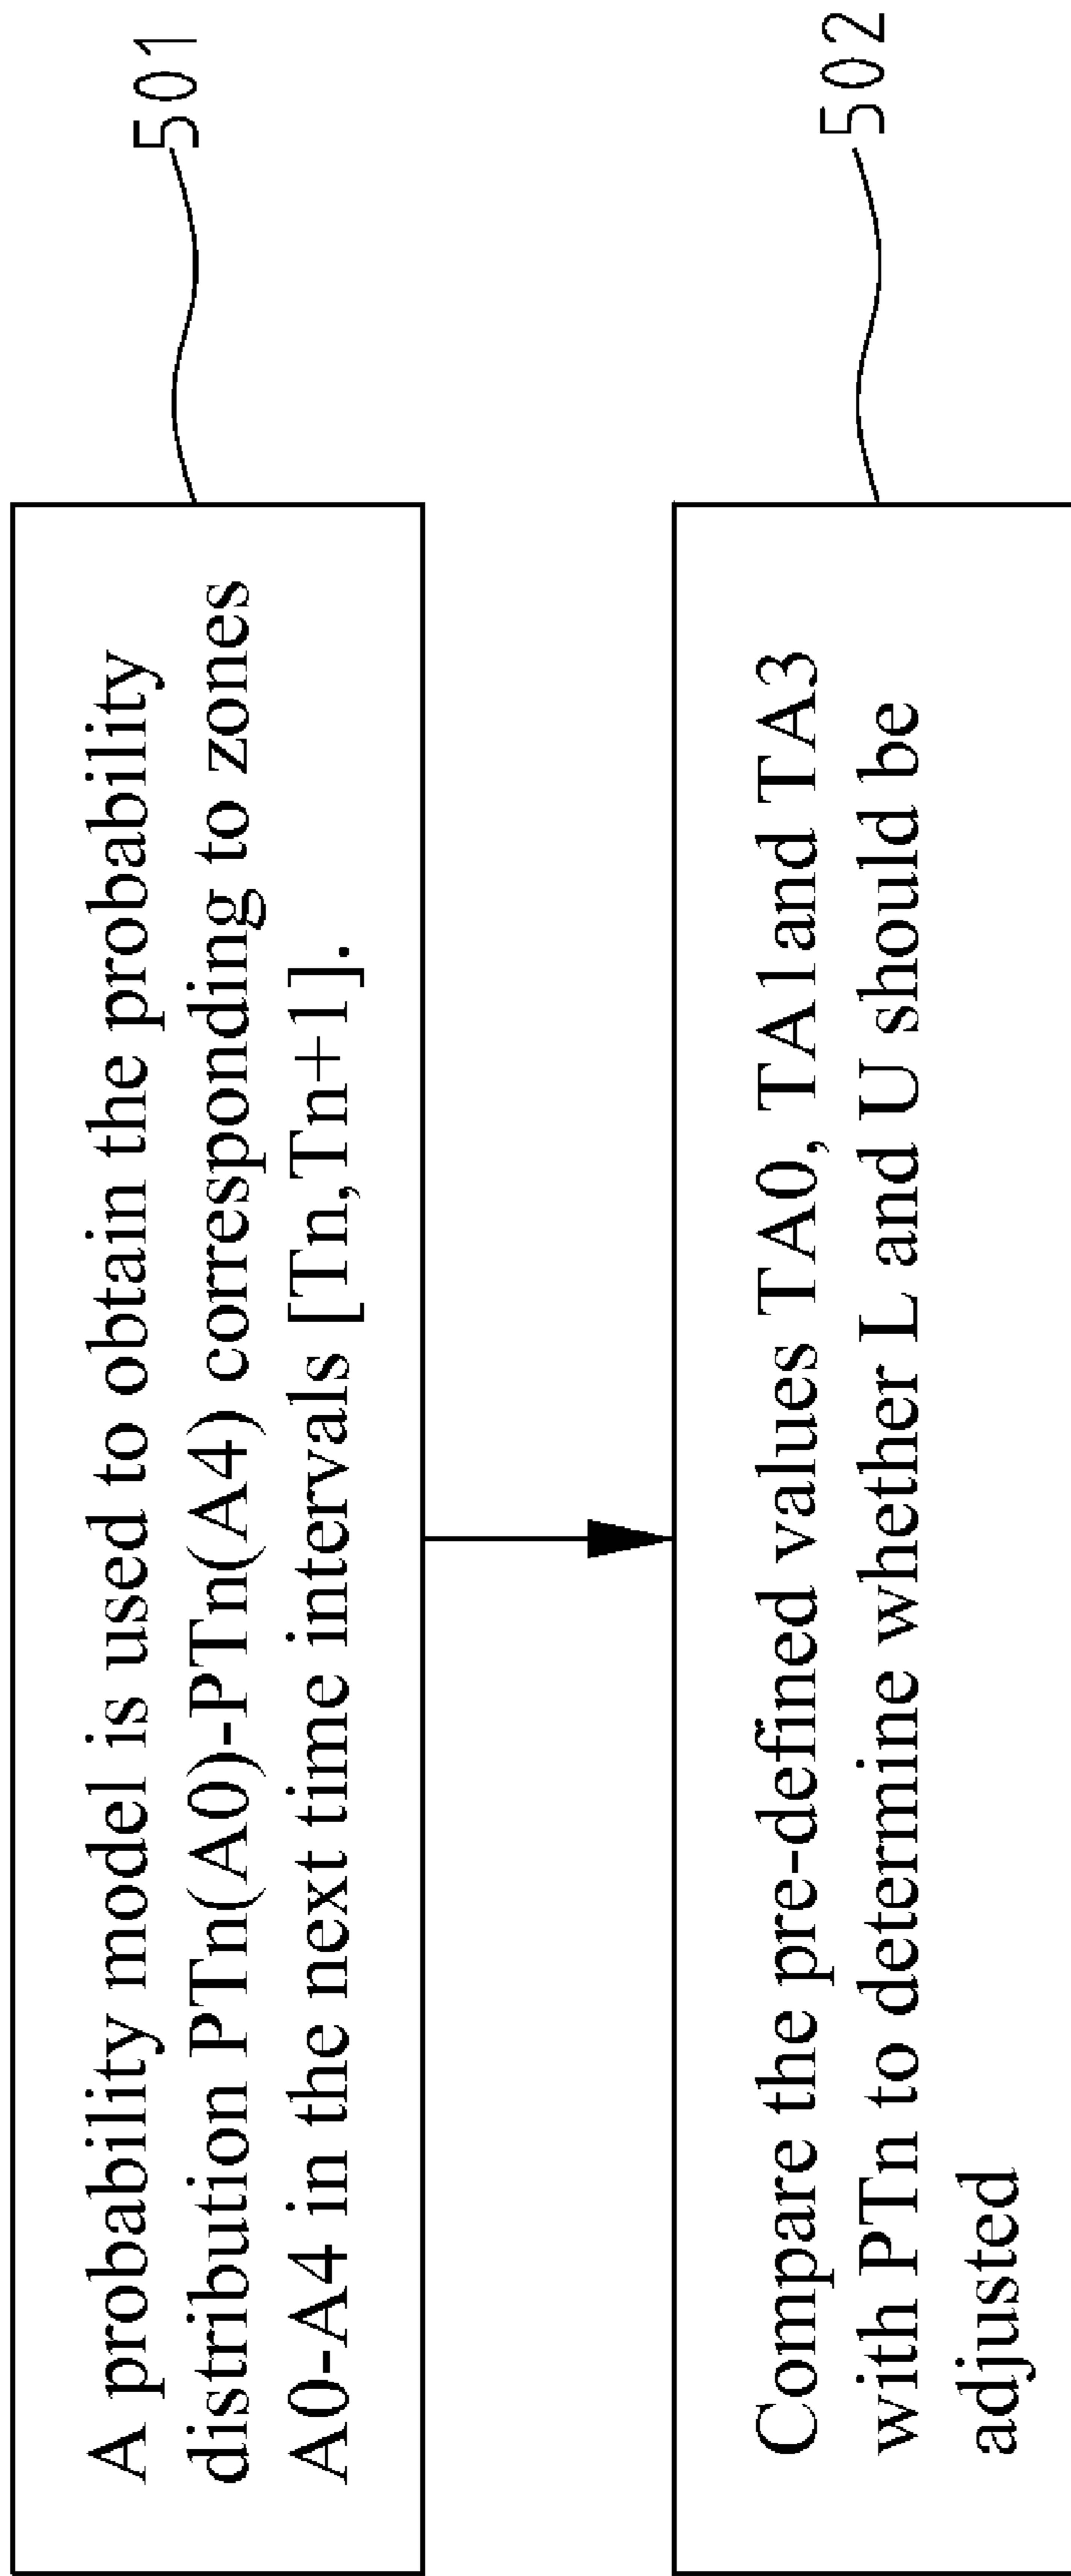 A probability model is used to obtain the probability
distribution PTn(A0)-PTn(A4) corresponding to zones
A0-A4 in the next time intervals [Tn,Tn+1].
501
Compare the pre-defined values TA0, TA1and TA3
with PTn to determine whether L and U should be
adjusted
502